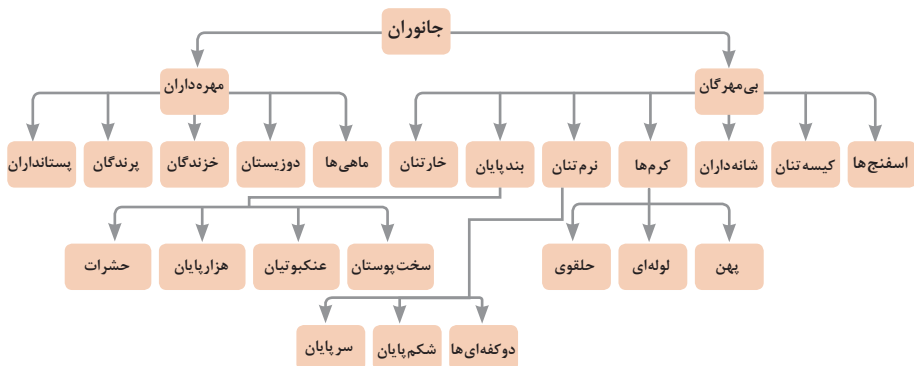 جانوران
بی‌مهرگان
مهره‌داران
اسفنج‌ها
کیسه‌تنان
شانه‌داران
کرم‌ها
نرم‌تنان
بندپایان
خارتنان
ماهی‌ها
دوزیستان
خزندگان
پرندگان
پستانداران
پهن
لوله‌ای
حلقوی
سخت‌پوستان
عنکبوتیان
هزارپایان
حشرات
دوکفه‌ای‌ها
شکم‌پایان
سرپایان